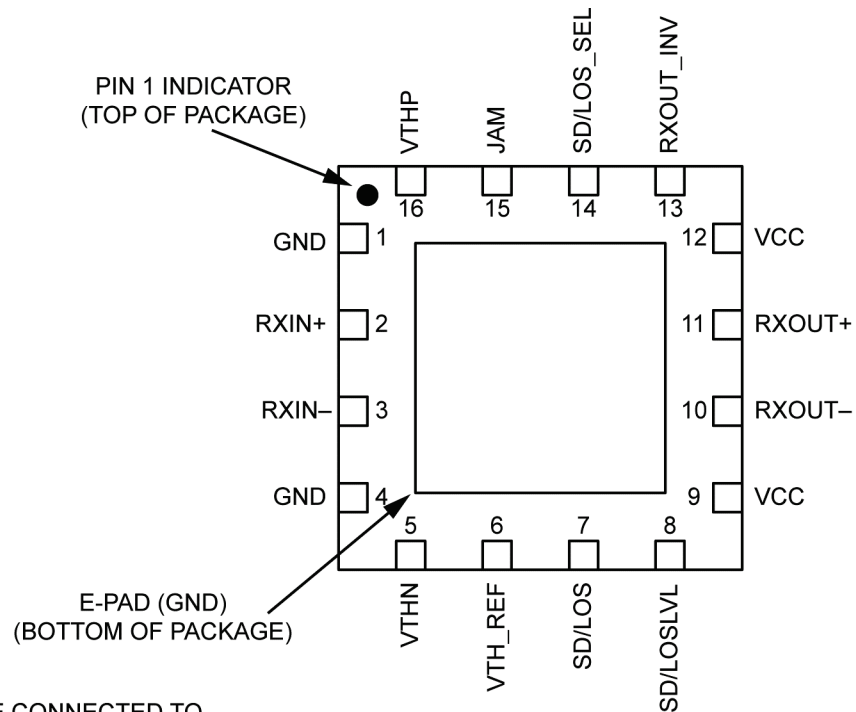 PIN 1 INDICATOR
(TOP OF PACKAGE)
VTHP
JAM
SD/LOS_SEL
RXOUT_INV
16
15
14
13
GND
1
12
VCC
RXIN+
2
11
RXOUT+
RXIN–
3
10
RXOUT–
GND
4
9
VCC
5
6
7
8
E-PAD (GND)
(BOTTOM OF PACKAGE)
VTHN
VTH_REF
SD/LOS
SD/LOSLVL
CONNECTED TO